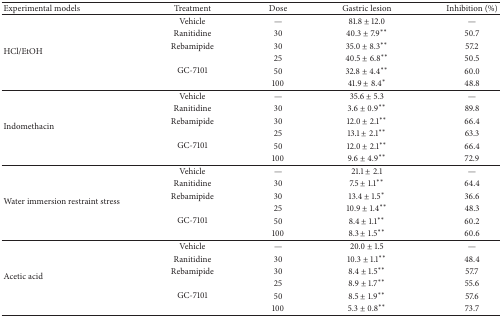 Experimental models Treatment Dose Gastric lesion Inhibition (%)
Vehicle — 81.8 ± 12.0 —
Ranitidine 30 40.3 ± 7.9** 50.7
HCl/EtOH Rebamipide 30 35.0 ± 8.3** 57.2
25 40.5 ± 6.8** 50.5
GC-7101 50 32.8 ± 4.4** 60.0
100 41.9 ± 8.4* 48.8
Vehicle — 35.6 ± 5.3 —
Ranitidine 30 3.6 ± 0.9** 89.8
Indomethacin Rebamipide 30 12.0 ± 2.1** 66.4
25 13.1 ± 2.1** 63.3
GC-7101 50 12.0 ± 2.1** 66.4
100 9.6 ± 4.9** 72.9
Vehicle — 21.1 ± 2.1 —
Ranitidine 30 7.5 ± 1.1** 64.4
Water immersion restraint stress Rebamipide 30 13.4 ± 1.5* 36.6
25 10.9 ± 1.4** 48.3
GC-7101 50 8.4 ± 1.1** 60.2
100 8.3 ± 1.5** 60.6
Vehicle — 20.0 ± 1.5 —
Ranitidine 30 10.3 ± 1.1** 48.4
Acetic acid Rebamipide 30 8.4 ± 1.5** 57.7
25 8.9 ± 1.7** 55.6
GC-7101 50 8.5 ± 1.9** 57.6
100 5.3 ± 0.8** 73.7